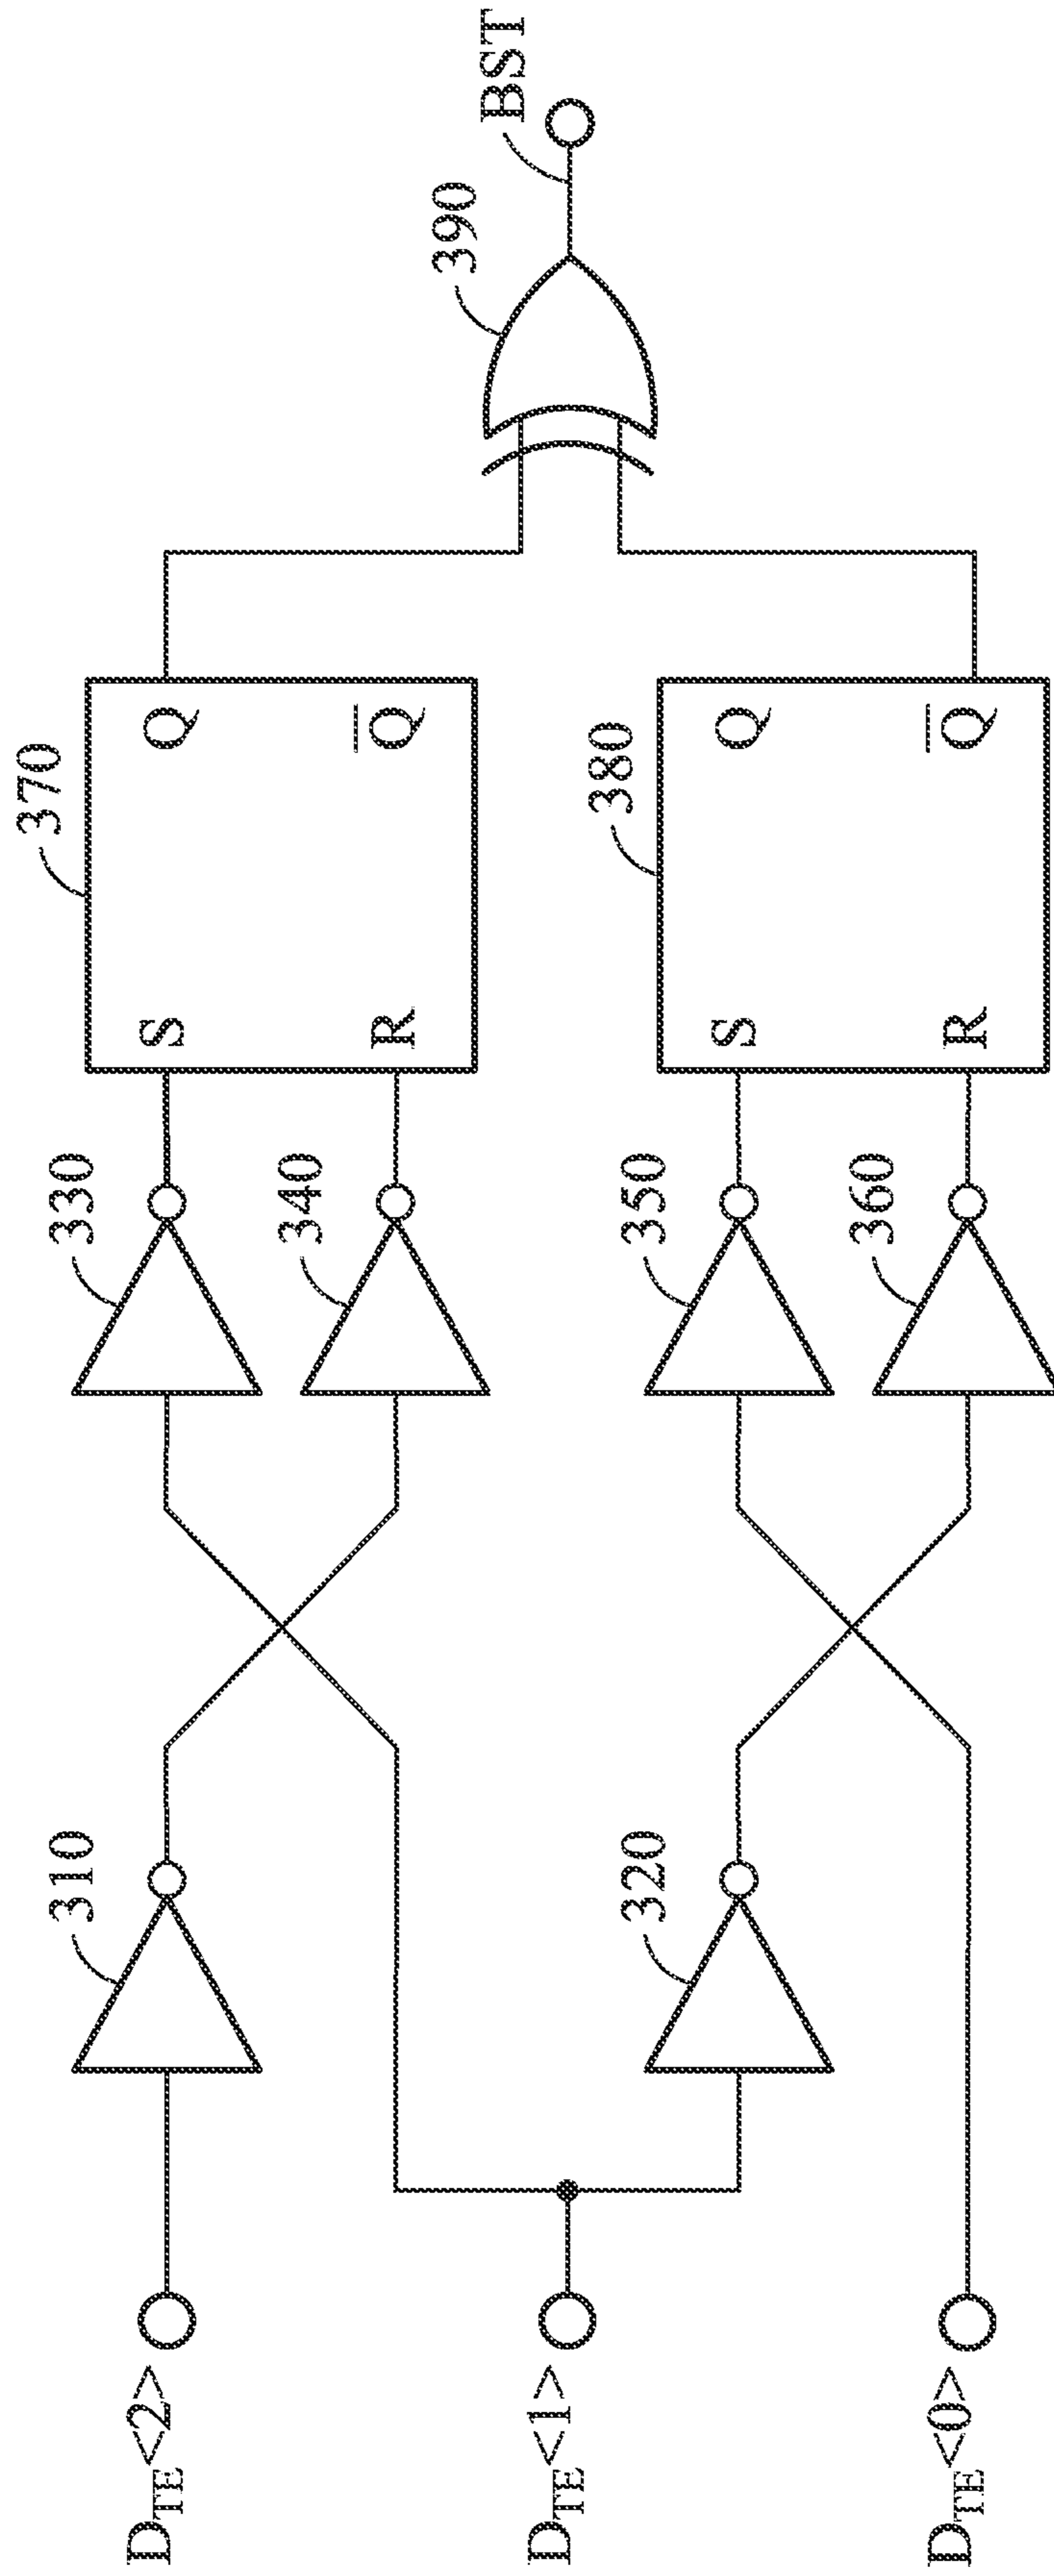 D_TE<2>
310
330
340
S
R
370
Q
Q̅
D_TE<1>
390
BST
320
350
360
S
R
380
Q
Q̅
D_TE<0>